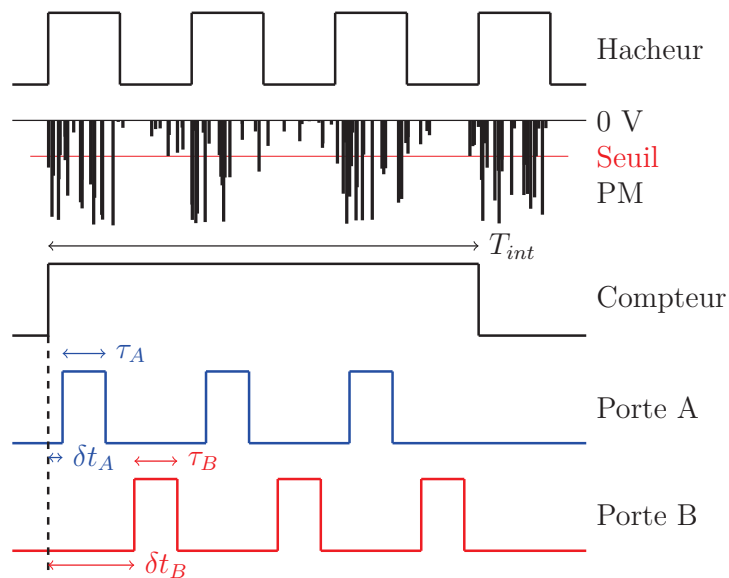 Hacheur
0 V
Seuil
PM
T_int
Compteur
τ_A
Porte A
δt_A
τ_B
Porte B
δt_B